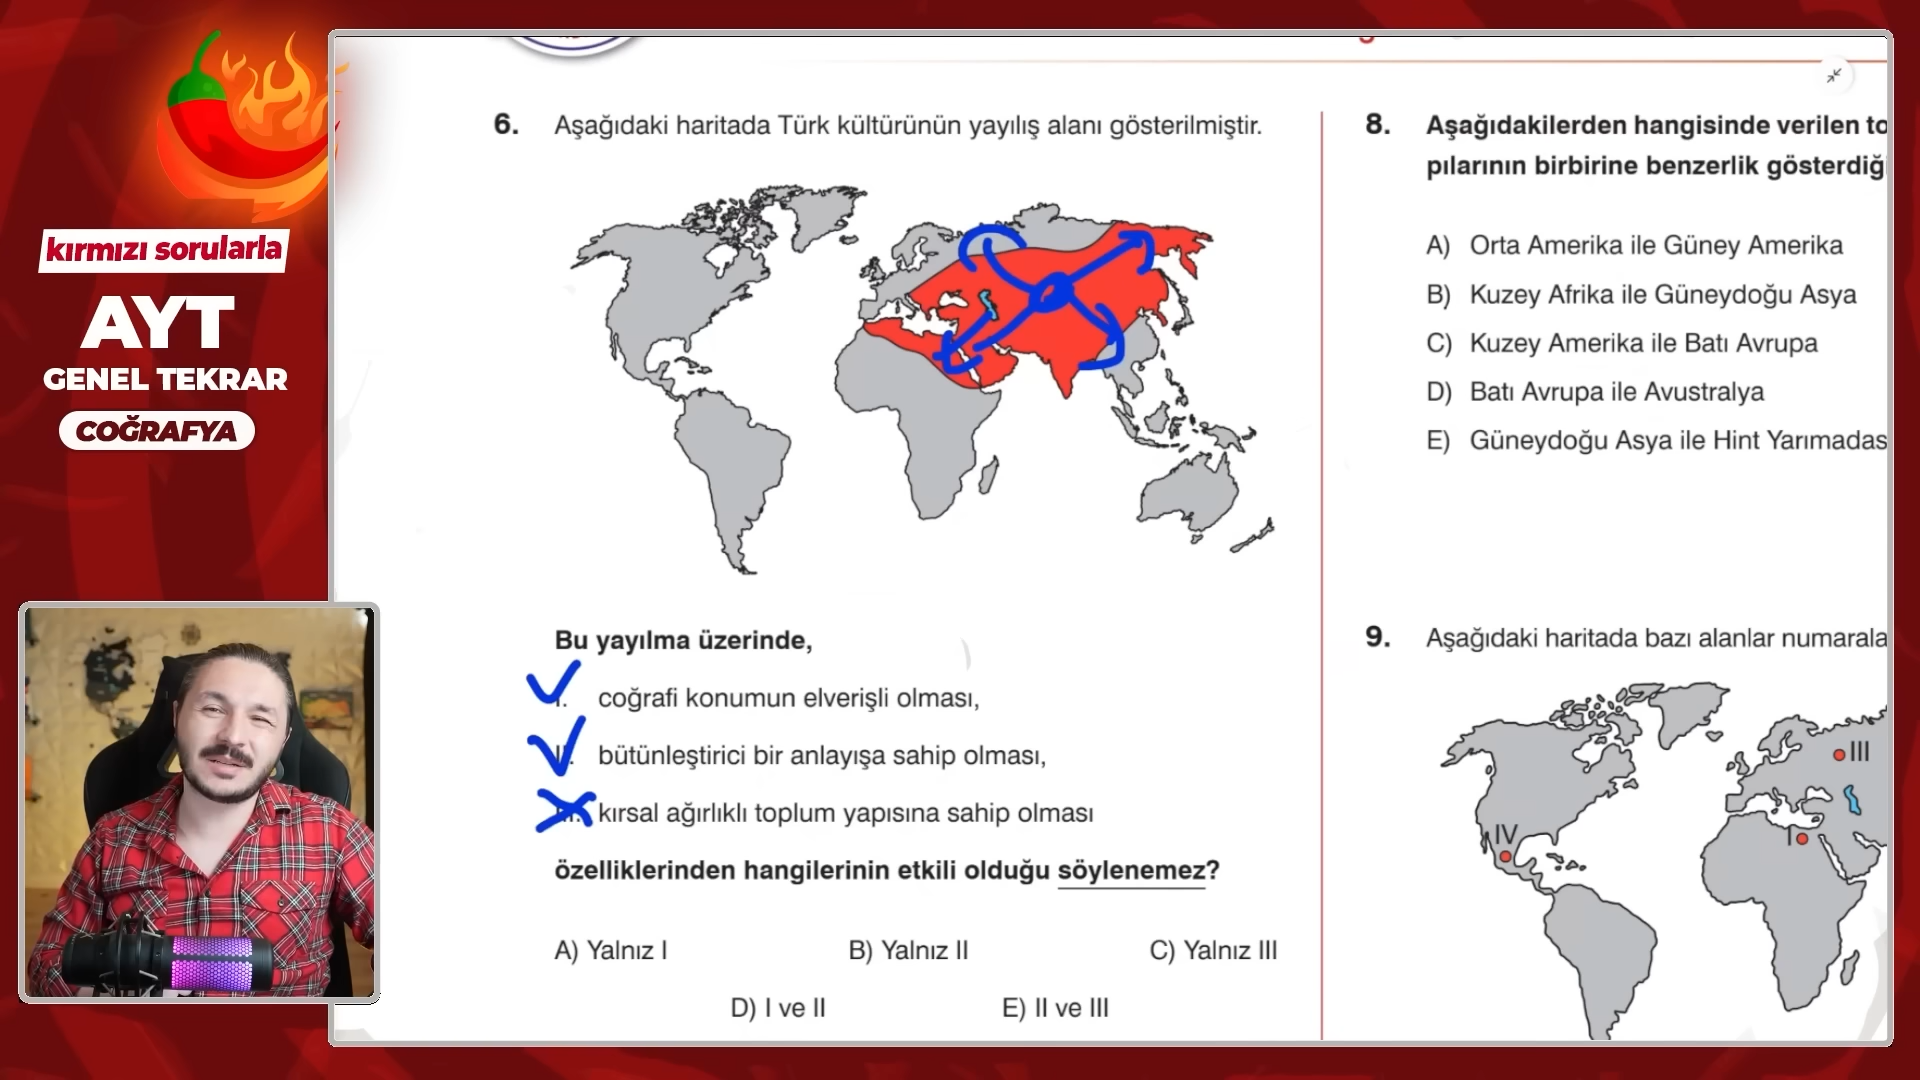 kırmızı sorularla
AYT
GENEL TEKRAR
COĞRAFYA
6. Aşağıdaki haritada Türk kültürünün yayılış alanı gösterilmiştir.
Bu yayılma üzerinde,
I. coğrafi konumun elverişli olması,
II. bütünleştirici bir anlayışa sahip olması,
III. kırsal ağırlıklı toplum yapısına sahip olması
özelliklerinden hangilerinin etkili olduğu söylenemez?
A) Yalnız I
B) Yalnız II
C) Yalnız III
D) I ve II
E) II ve III
8. Aşağıdakilerden hangisinde verilen to
pılarının birbirine benzerlik gösterdiği
A) Orta Amerika ile Güney Amerika
B) Kuzey Afrika ile Güneydoğu Asya
C) Kuzey Amerika ile Batı Avrupa
D) Batı Avrupa ile Avustralya
E) Güneydoğu Asya ile Hint Yarımadas
9. Aşağıdaki haritada bazı alanlar numarala
III
I
IV